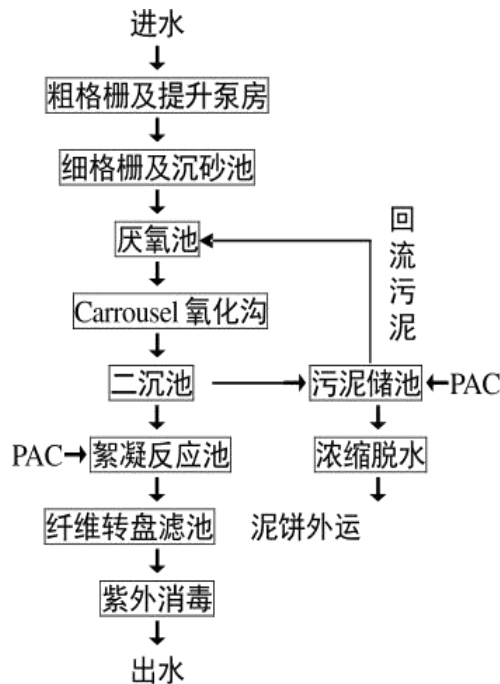 进水
粗格栅及提升泵房
细格栅及沉砂池
厌氧池
回流污泥
Carrousel 氧化沟
二沉池
污泥储池
PAC
PAC
絮凝反应池
浓缩脱水
纤维转盘滤池
泥饼外运
紫外消毒
出水